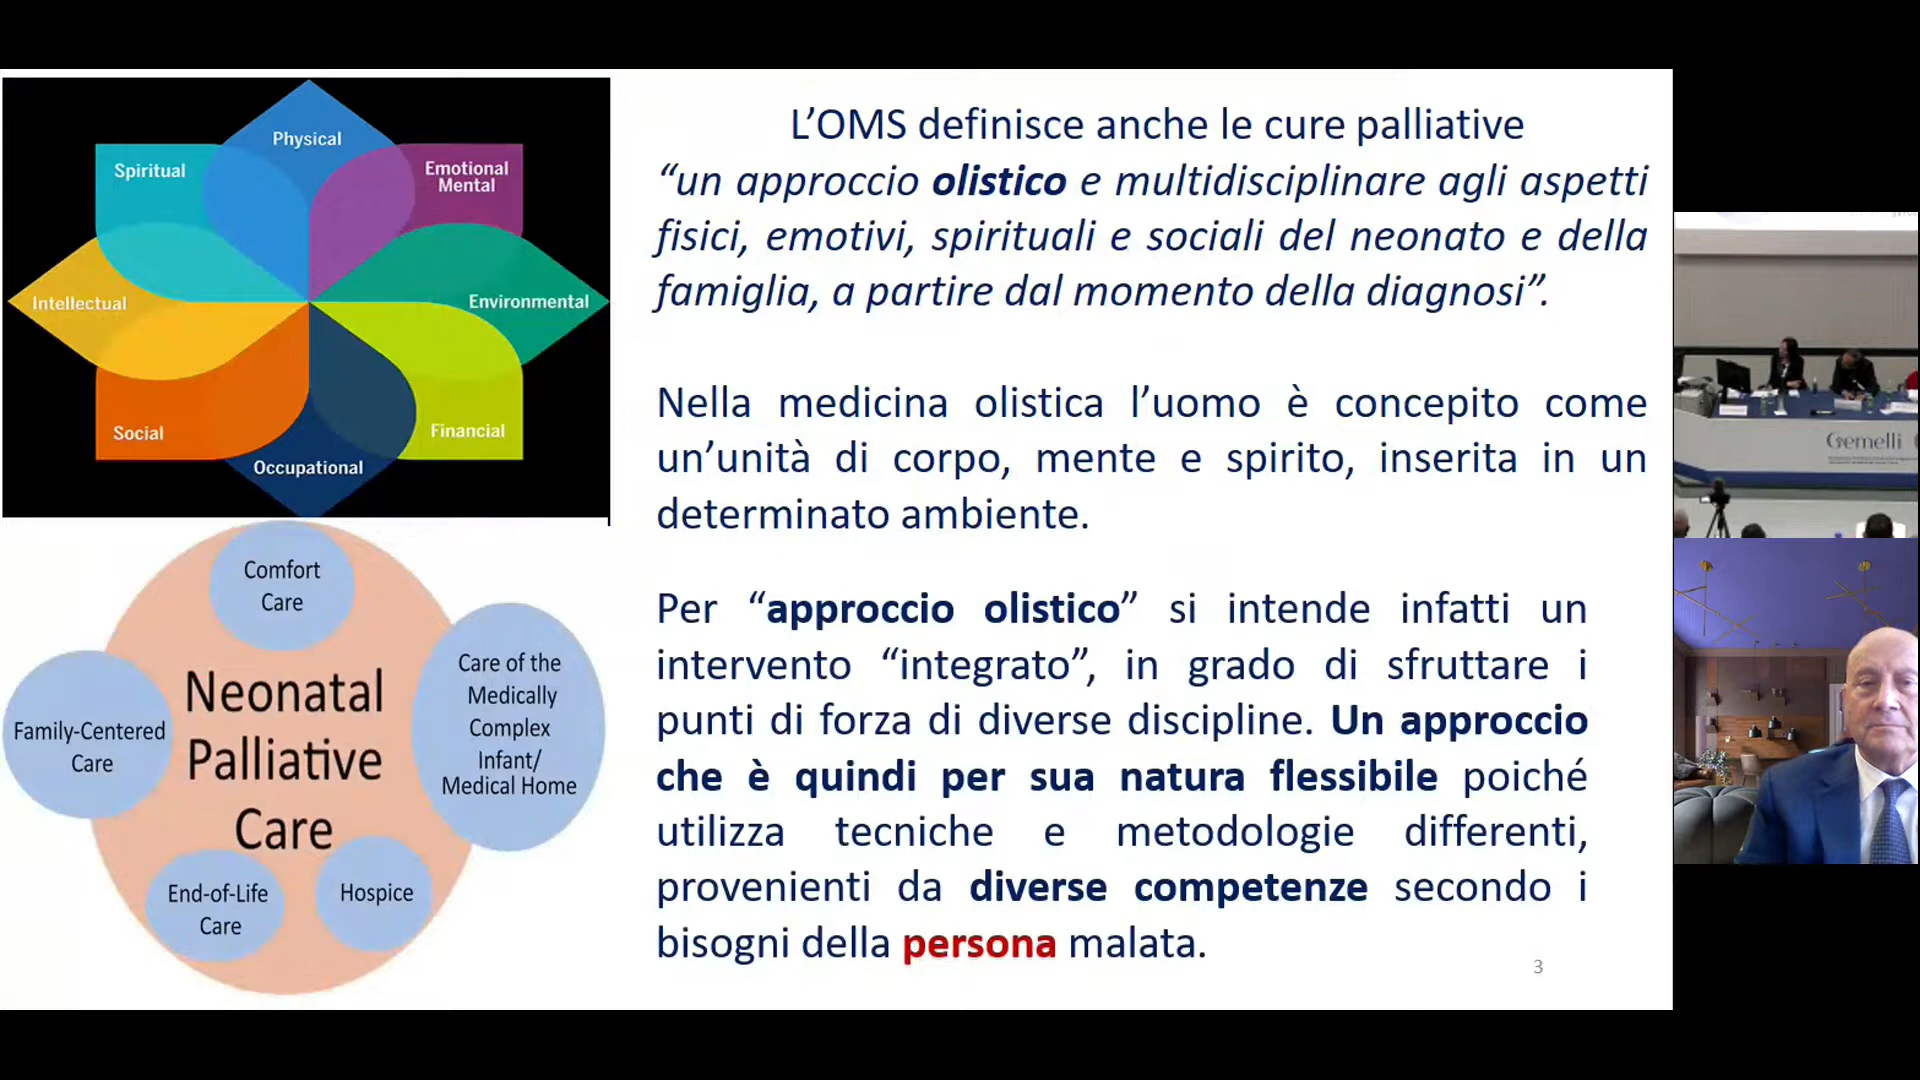 Physical
Spiritual
Emotional
Mental
Intellectual
Environmental
Social
Financial
Occupational
Comfort
Care
Family-Centered
Care
Neonatal
Palliative
Care
Care of the
Medically
Complex
Infant/
Medical Home
End-of-Life
Care
Hospice
L’OMS definisce anche le cure palliative
“un approccio olistico e multidisciplinare agli aspetti
fisici, emotivi, spirituali e sociali del neonato e della
famiglia, a partire dal momento della diagnosi”.
Nella medicina olistica l’uomo è concepito come
un’unità di corpo, mente e spirito, inserita in un
determinato ambiente.
Per “approccio olistico” si intende infatti un
intervento “integrato”, in grado di sfruttare i
punti di forza di diverse discipline. Un approccio
che è quindi per sua natura flessibile poiché
utilizza tecniche e metodologie differenti,
provenienti da diverse competenze secondo i
bisogni della persona malata.
3
Gemelli